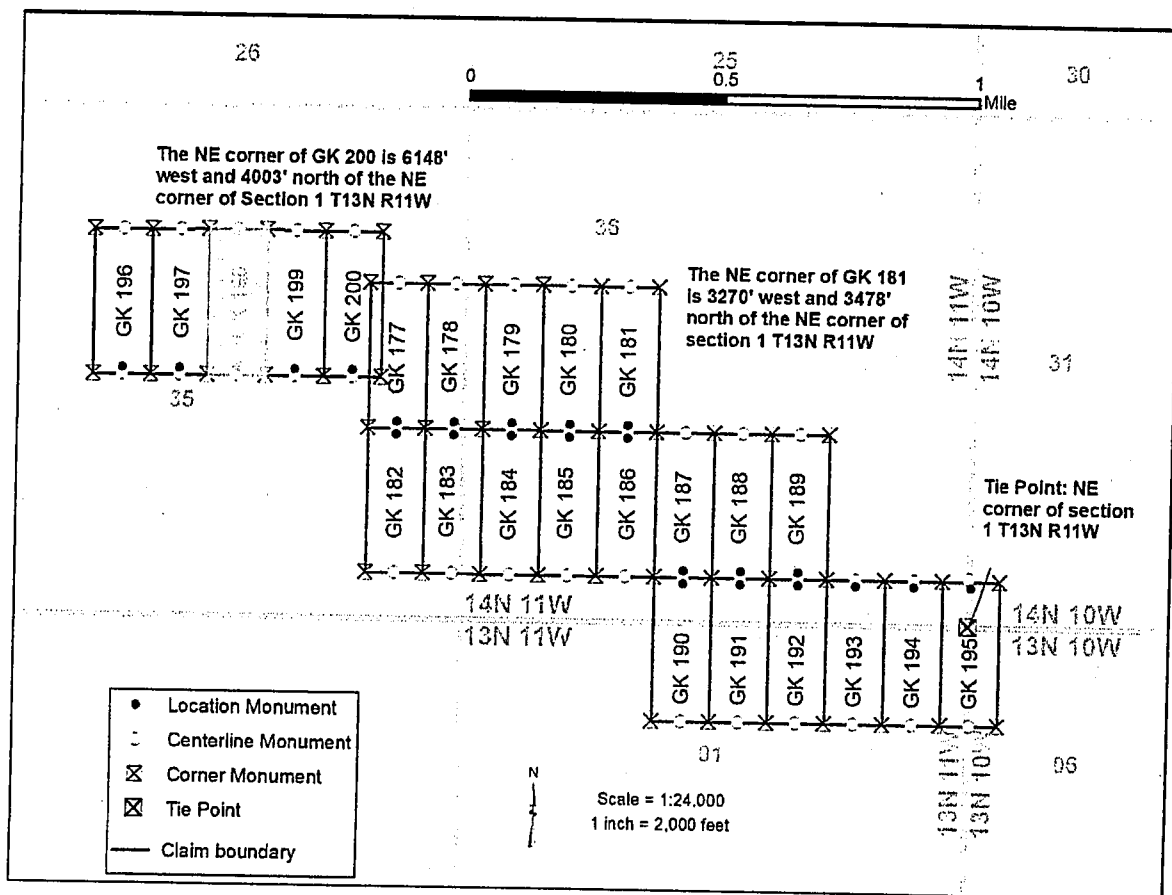 26
25
30
0
0.5
1
Mile
The NE corner of GK 200 is 6148'
west and 4003' north of the NE
corner of Section 1 T13N R11W
36
The NE corner of GK 181
is 3270' west and 3478'
north of the NE corner of
section 1 T13N R11W
14N 11W
14N 10W
31
GK 196
GK 197
GK 199
GK 200
35
GK 177
GK 178
GK 179
GK 180
GK 181
GK 182
GK 183
GK 184
GK 185
GK 186
GK 187
GK 188
GK 189
Tie Point: NE
corner of section
1 T13N R11W
14N 11W
13N 11W
14N 10W
13N 10W
GK 190
GK 191
GK 192
GK 193
GK 194
GK 195
01
06
13N 11W
13N 10W
Location Monument
Centerline Monument
Corner Monument
Tie Point
Claim boundary
N
Scale = 1:24,000
1 inch = 2,000 feet